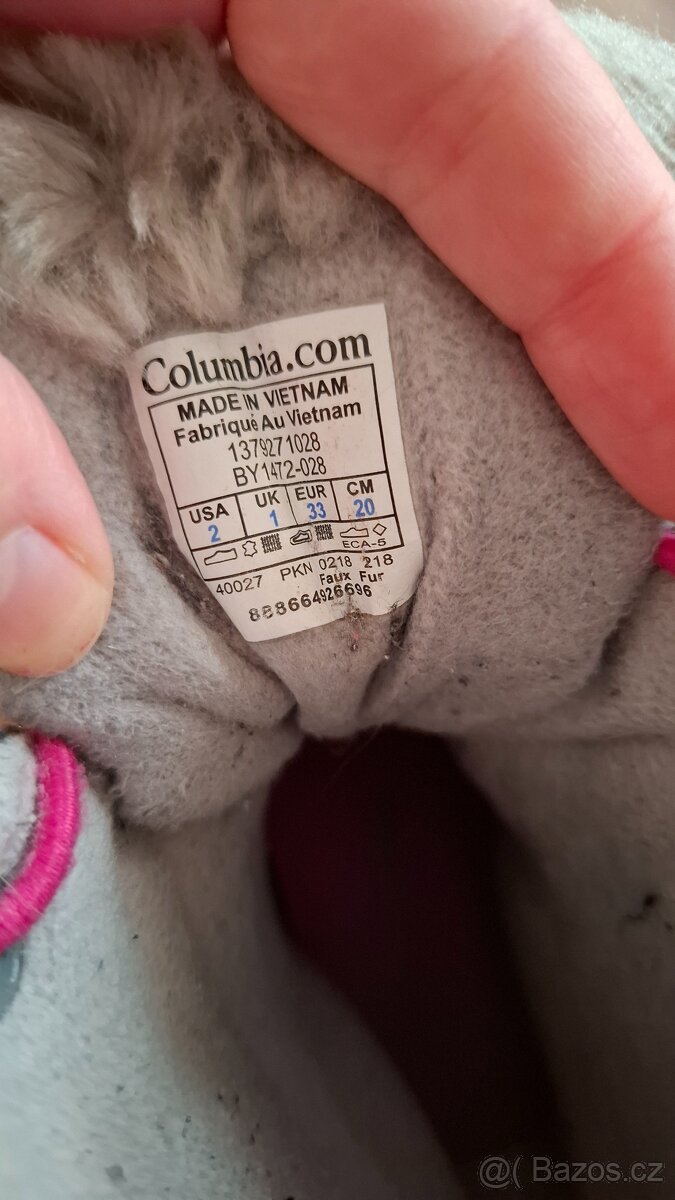 Columbia.com
MADE IN VIETNAM
Fabriqué Au Vietnam
1379271028
BY1472-028
USA UK EUR CM
2 1 33 20
ECA-5
40027 PKN 0218 218
Faux Fur
888664926696
@( Bazos.cz